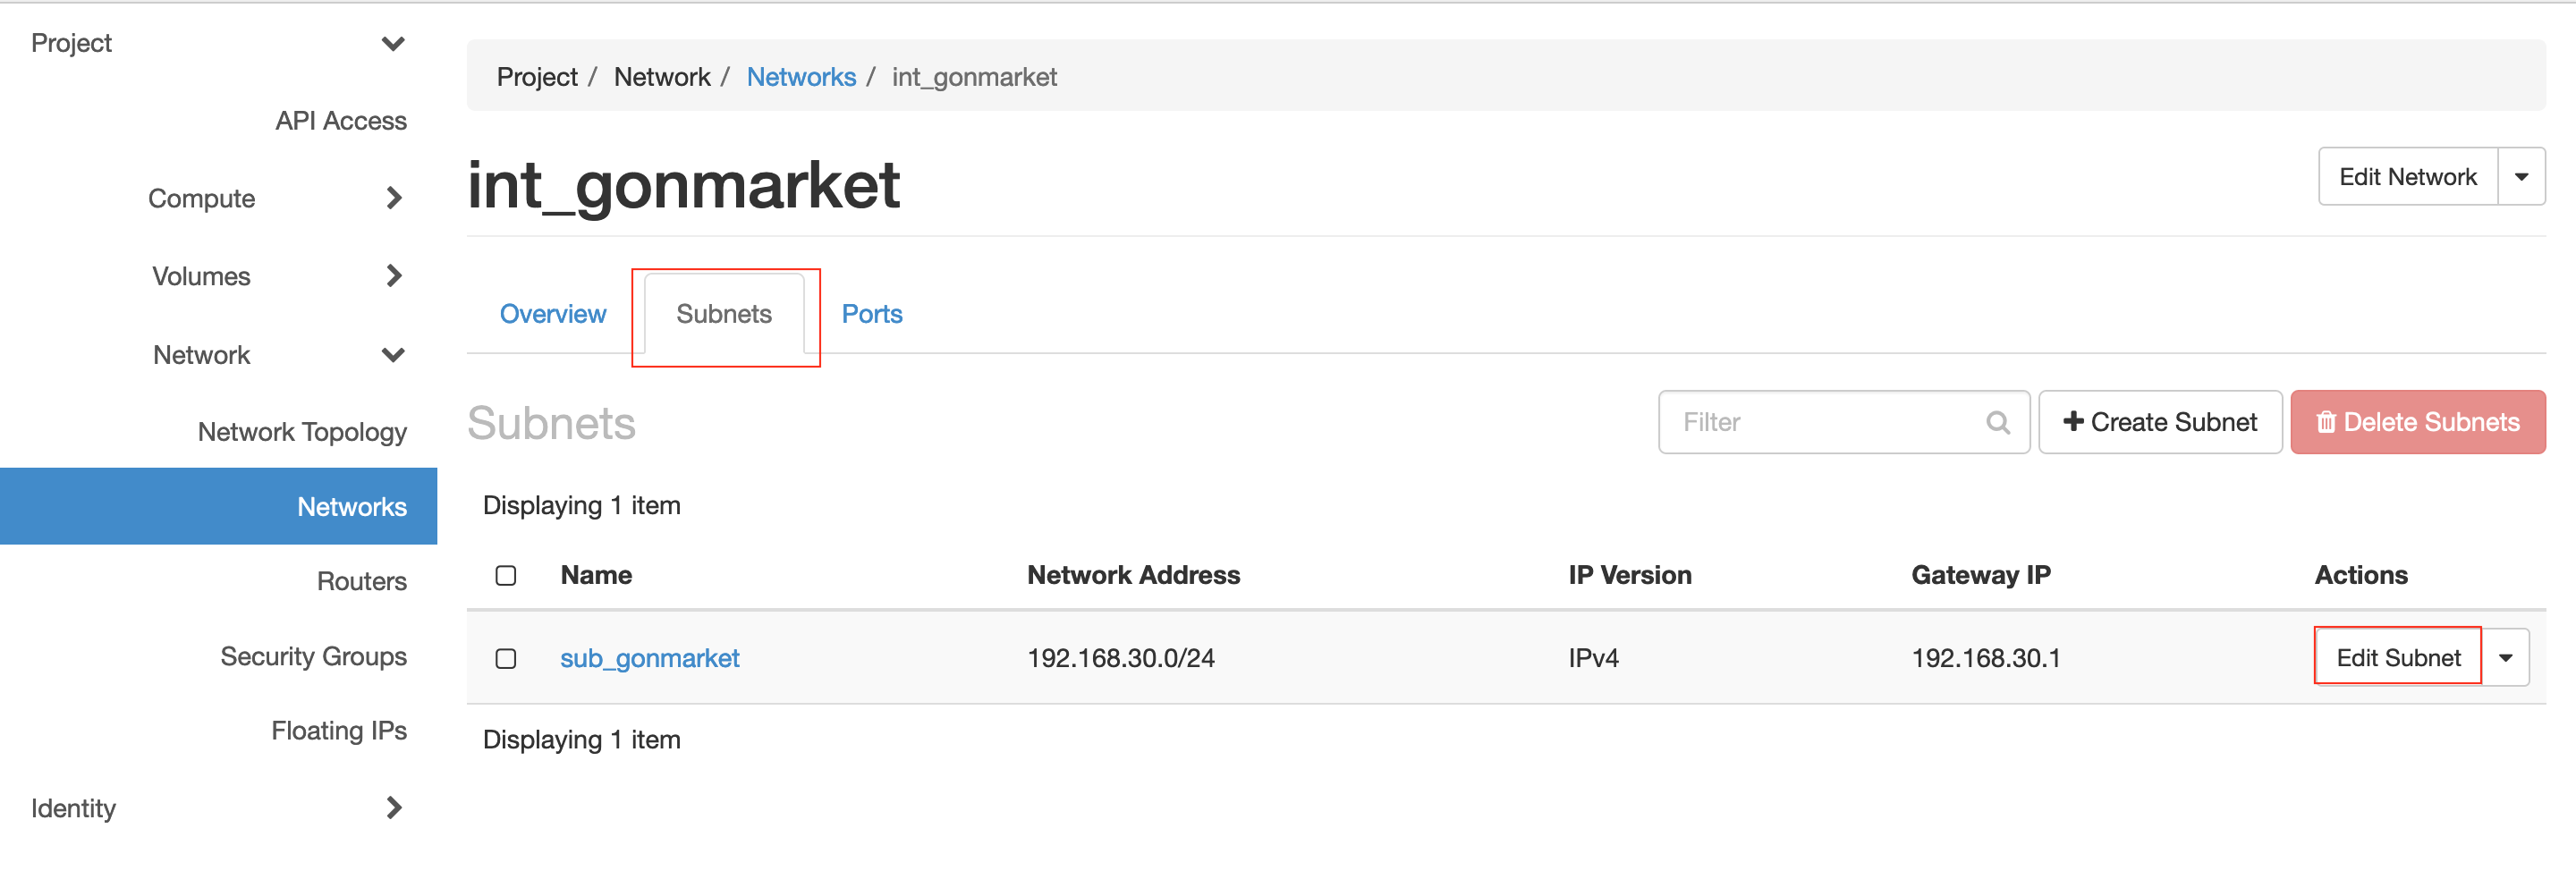 Project
API Access
Compute
Volumes
Network
Network Topology
Networks
Routers
Security Groups
Floating IPs
Identity
Project / Network / Networks / int_gonmarket
int_gonmarket
Edit Network
Overview Subnets Ports
Subnets
Filter Create Subnet Delete Subnets
Displaying 1 item
Name Network Address IP Version Gateway IP Actions
sub_gonmarket 192.168.30.0/24 IPv4 192.168.30.1 Edit Subnet
Displaying 1 item